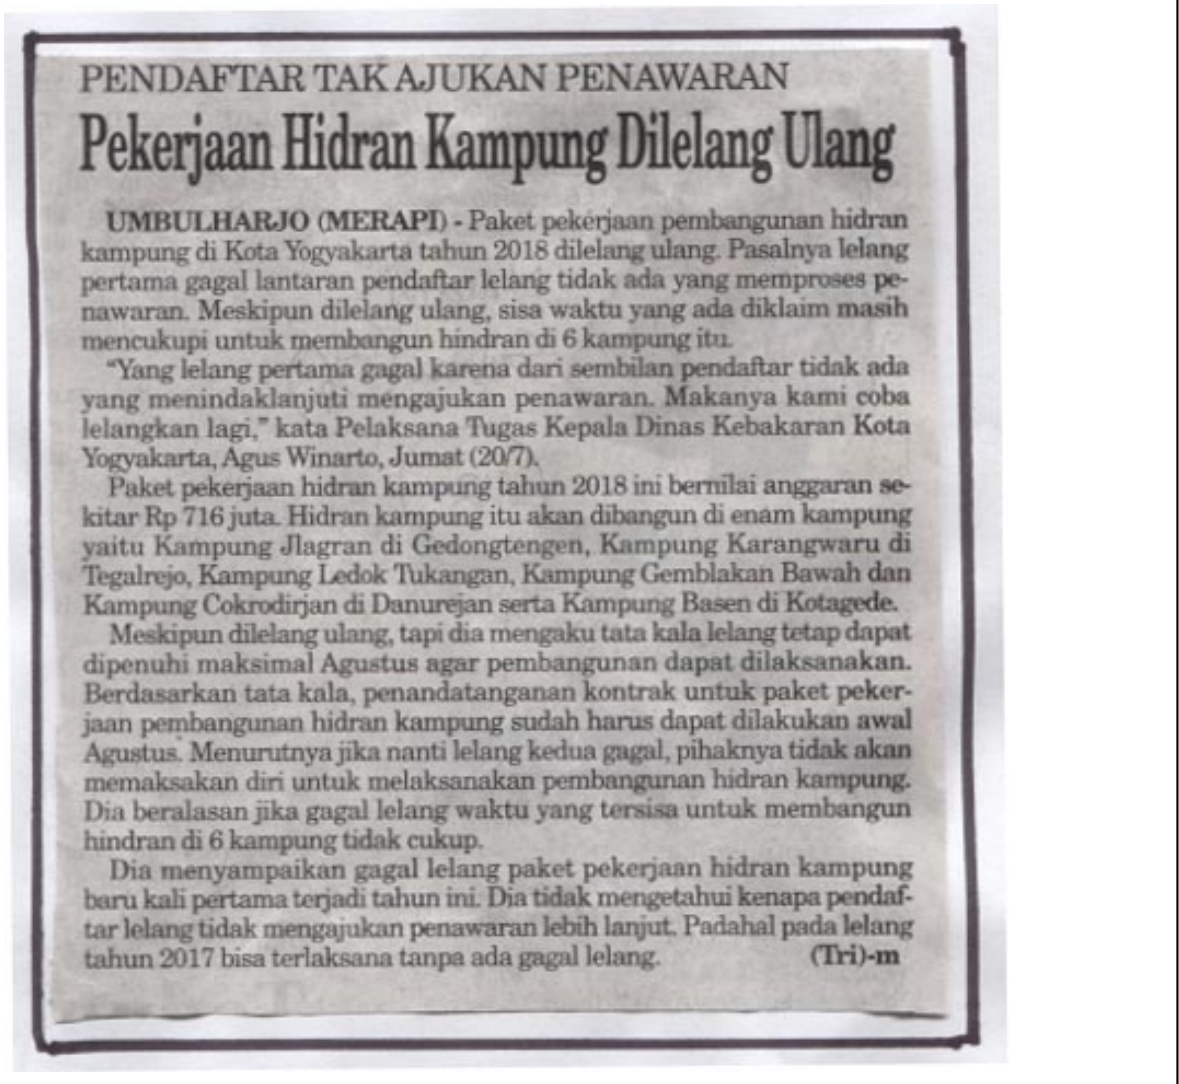 PENDAFTAR TAK AJUKAN PENAWARAN
Pekerjaan Hidran Kampung Dilelang Ulang
UMBULHARJO (MERAPI) - Paket pekerjaan pembangunan hidran
kampung di Kota Yogyakarta tahun 2018 dilelang ulang. Pasalnya lelang
pertama gagal lantaran pendaftar lelang tidak ada yang memproses pe-
nawaran. Meskipun dilelang ulang, sisa waktu yang ada diklaim masih
mencukupi untuk membangun hindran di 6 kampung itu.
"Yang lelang pertama gagal karena dari sembilan pendaftar tidak ada
yang menindaklanjuti mengajukan penawaran. Makanya kami coba
lelangkan lagi," kata Pelaksana Tugas Kepala Dinas Kebakaran Kota
Yogyakarta, Agus Winarto, Jumat (20/7).
Paket pekerjaan hidran kampung tahun 2018 ini bernilai anggaran se-
kitar Rp 716 juta. Hidran kampung itu akan dibangun di enam kampung
yaitu Kampung Jlagran di Gedongtengen, Kampung Karangwaru di
Tegalrejo, Kampung Ledok Tukangan, Kampung Gemblakan Bawah dan
Kampung Cokrodirjan di Danurejan serta Kampung Basen di Kotagede.
Meskipun dilelang ulang, tapi dia mengaku tata kala lelang tetap dapat
dipenuhi maksimal Agustus agar pembangunan dapat dilaksanakan.
Berdasarkan tata kala, penandatanganan kontrak untuk paket peker-
jaan pembangunan hidran kampung sudah harus dapat dilakukan awal
Agustus. Menurutnya jika nanti lelang kedua gagal, pihaknya tidak akan
memaksakan diri untuk melaksanakan pembangunan hidran kampung.
Dia beralasan jika gagal lelang waktu yang tersisa untuk membangun
hindran di 6 kampung tidak cukup.
Dia menyampaikan gagal lelang paket pekerjaan hidran kampung
baru kali pertama terjadi tahun ini. Dia tidak mengetahui kenapa pendaf-
tar lelang tidak mengajukan penawaran lebih lanjut. Padahal pada lelang
tahun 2017 bisa terlaksana tanpa ada gagal lelang. (Tri)-m